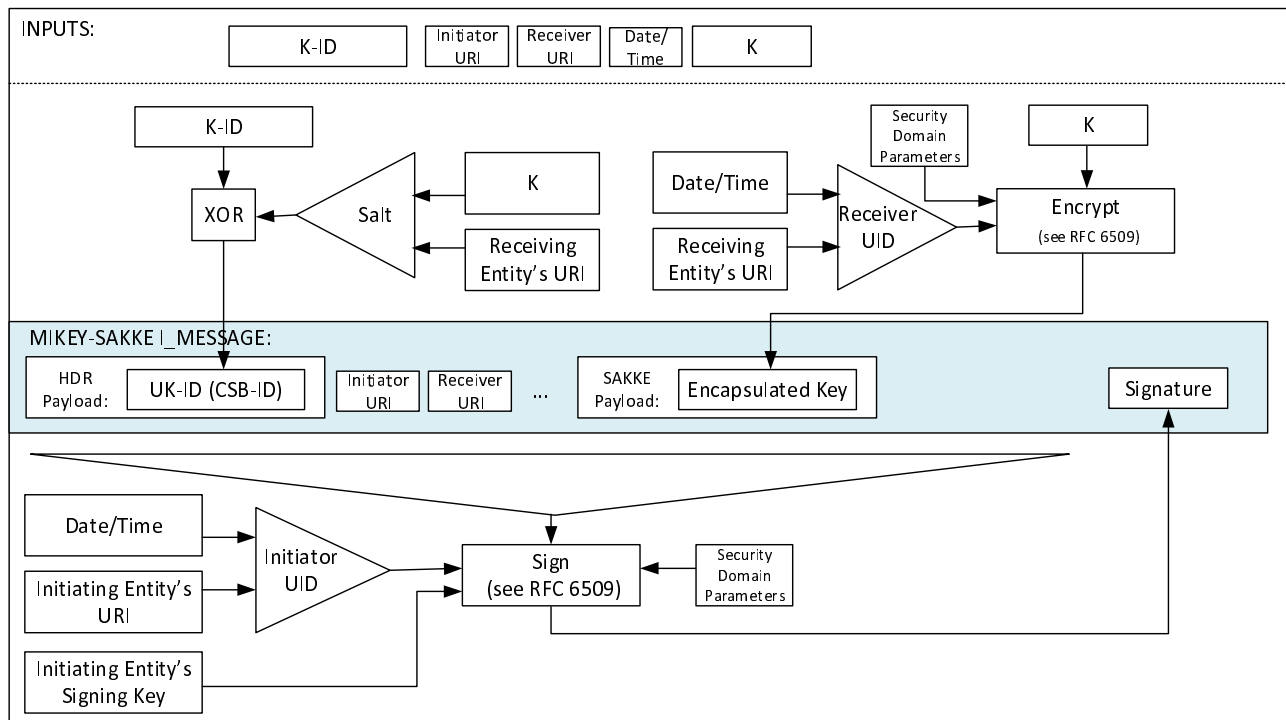 INPUTS:
K-ID
Initiator
URI
Receiver
URI
Date/
Time
K
K-ID
XOR
Salt
K
Receiving
Entity's URI
Date/Time
Receiving
Entity's URI
Receiver
UID
Security
Domain
Parameters
K
Encrypt
(see RFC 6509)
MIKEY-SAKKE I_MESSAGE:
HDR
Payload:
UK-ID (CSB-ID)
Initiator
URI
Receiver
URI
...
SAKKE
Payload:
Encapsulated Key
Signature
Date/Time
Initiating Entity's
URI
Initiator
UID
Initiating Entity's
Signing Key
Sign
(see RFC 6509)
Security
Domain
Parameters